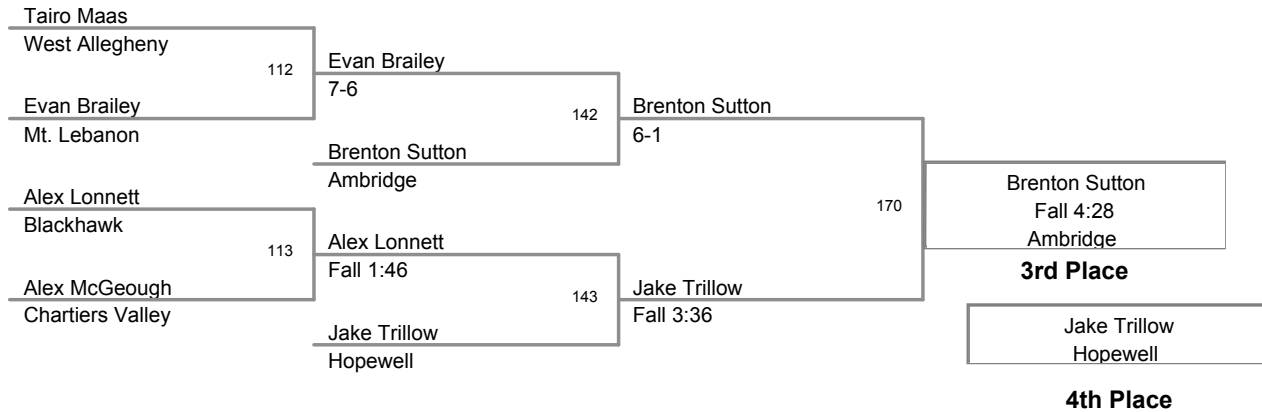 Tairo Maas
West Allegheny
112
Evan Brailey
7-6
Evan Brailey
Mt. Lebanon
142
Brenton Sutton
6-1
Brenton Sutton
Ambridge
Alex Lonnett
Blackhawk
170
Brenton Sutton
Fall 4:28
Ambridge
3rd Place
113
Alex Lonnett
Fall 1:46
Alex McGeough
Chartiers Valley
143
Jake Trillow
Fall 3:36
Jake Trillow
Hopewell
Jake Trillow
Hopewell
4th Place